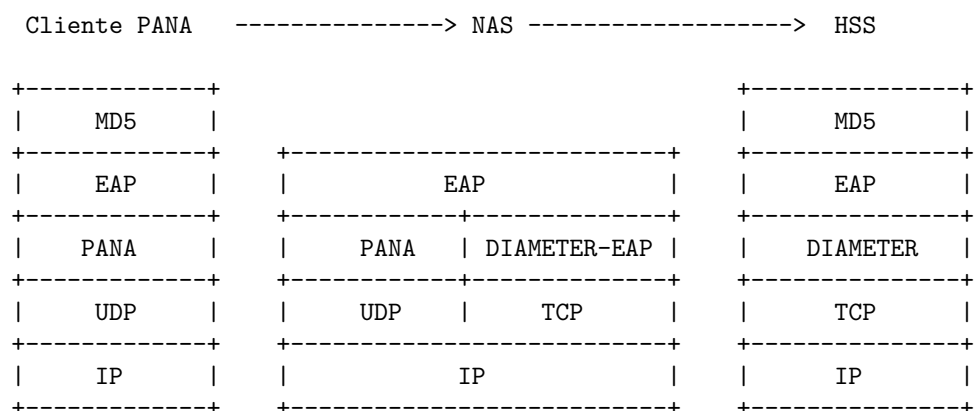 Cliente PANA ---------------> NAS -------------------> HSS
MD5 MD5
EAP EAP EAP
PANA PANA DIAMETER-EAP DIAMETER
UDP UDP TCP TCP
IP IP IP